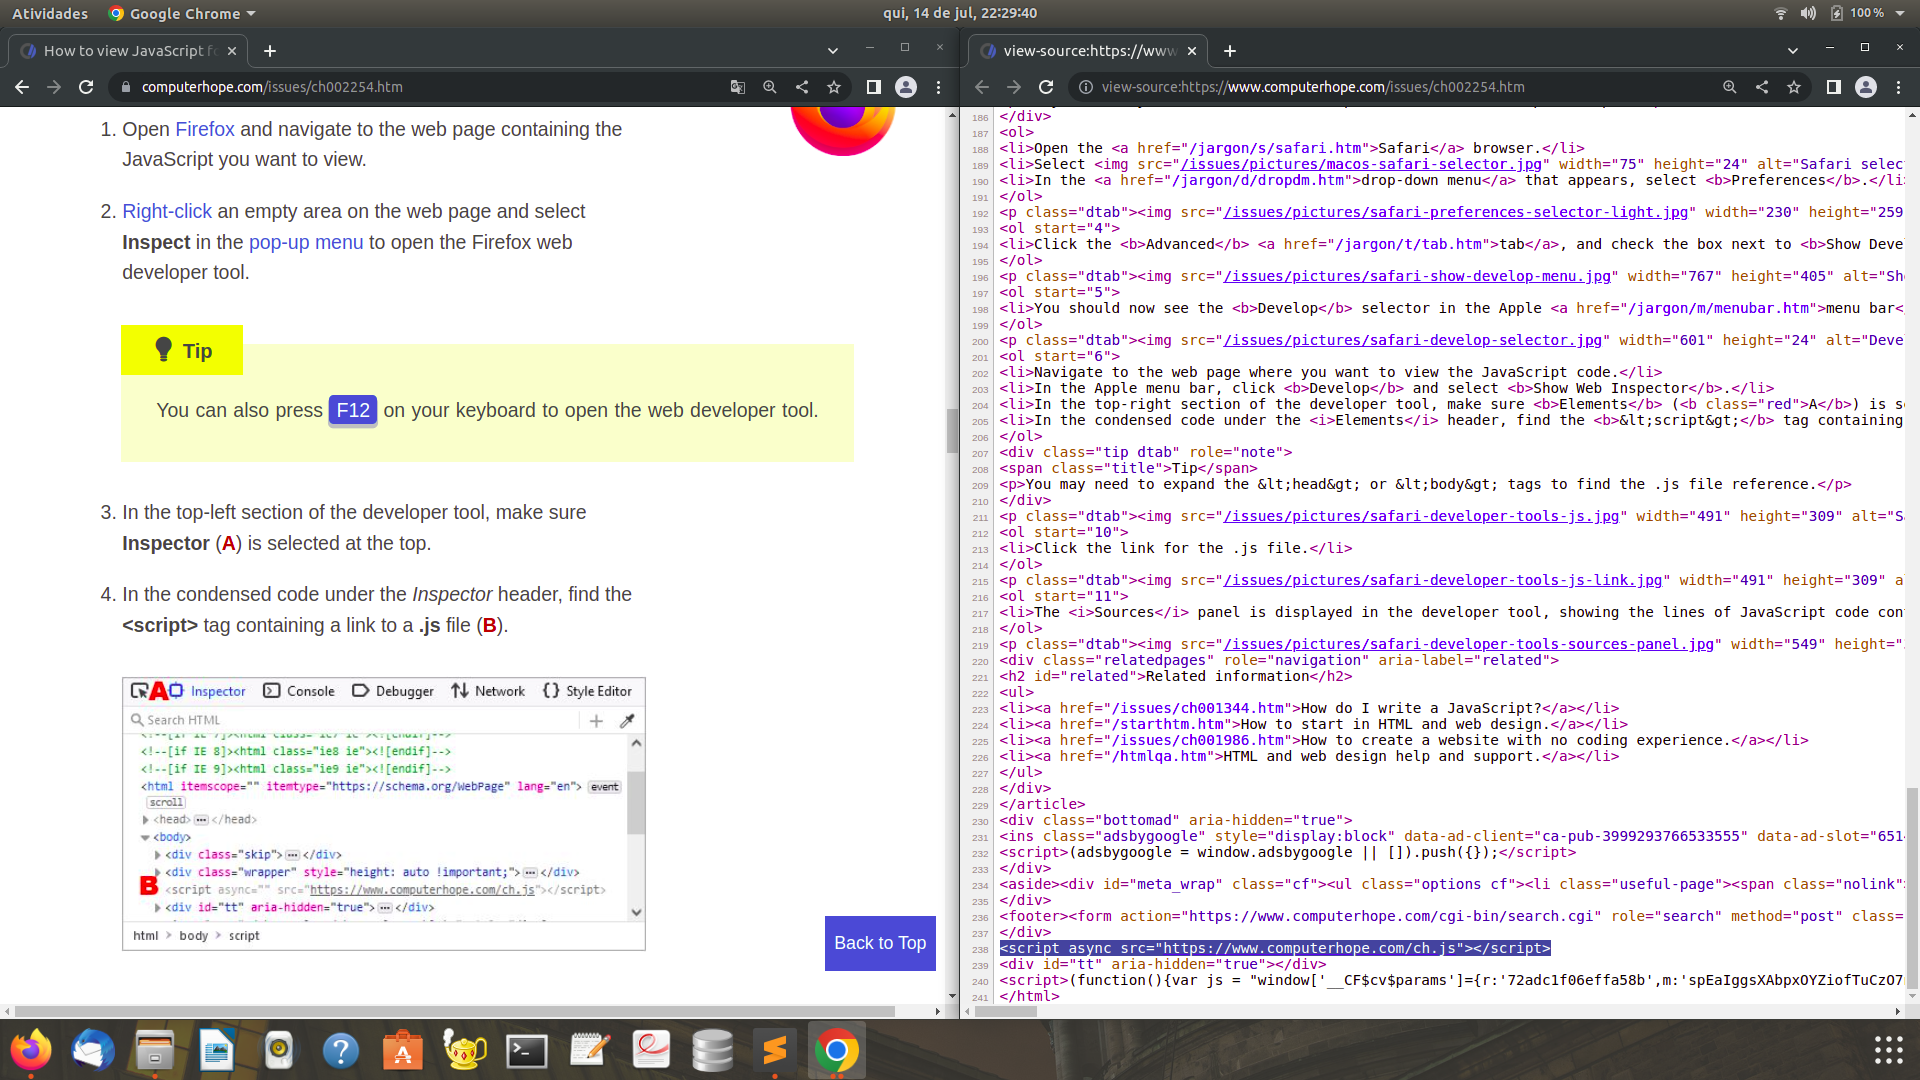 Atividades
Google Chrome
qui, 14 de jul, 22:29:40
100 %
How to view JavaScript fo
computerhope.com/issues/ch002254.htm
1. Open Firefox and navigate to the web page containing the
JavaScript you want to view.
2. Right-click an empty area on the web page and select
Inspect in the pop-up menu to open the Firefox web
developer tool.
Tip
You can also press F12 on your keyboard to open the web developer tool.
3. In the top-left section of the developer tool, make sure
Inspector (A) is selected at the top.
4. In the condensed code under the Inspector header, find the
<script> tag containing a link to a .js file (B).
A Inspector Console Debugger Network Style Editor
Search HTML
<!--[if IE 7]><html class="ie7 ie"><![endif]-->
<!--[if IE 8]><html class="ie8 ie"><![endif]-->
<!--[if IE 9]><html class="ie9 ie"><![endif]-->
<html itemscope="" itemtype="https://schema.org/WebPage" lang="en"> event
scroll
<head>...</head>
<body>
<div class="skip">...</div>
<div class="wrapper" style="height: auto !important;">...</div>
B <script async="" src="https://www.computerhope.com/ch.js"></script>
<div id="tt" aria-hidden="true">...</div>
html > body > script
Back to Top
view-source:https://www
view-source:https://www.computerhope.com/issues/ch002254.htm
186 </div>
187 <ol>
188 <li>Open the <a href="/jargon/s/safari.htm">Safari</a> browser.</li>
189 <li>Select <img src="/issues/pictures/macos-safari-selector.jpg" width="75" height="24" alt="Safari selec
190 <li>In the <a href="/jargon/d/dropdm.htm">drop-down menu</a> that appears, select <b>Preferences</b>.</li
191 </ol>
192 <p class="dtab"><img src="/issues/pictures/safari-preferences-selector-light.jpg" width="230" height="259
193 <ol start="4">
194 <li>Click the <b>Advanced</b> <a href="/jargon/t/tab.htm">tab</a>, and check the box next to <b>Show Deve
195 </ol>
196 <p class="dtab"><img src="/issues/pictures/safari-show-develop-menu.jpg" width="767" height="405" alt="Sh
197 <ol start="5">
198 <li>You should now see the <b>Develop</b> selector in the Apple <a href="/jargon/m/menubar.htm">menu bar<
199 </ol>
200 <p class="dtab"><img src="/issues/pictures/safari-develop-selector.jpg" width="601" height="24" alt="Deve
201 <ol start="6">
202 <li>Navigate to the web page where you want to view the JavaScript code.</li>
203 <li>In the Apple menu bar, click <b>Develop</b> and select <b>Show Web Inspector</b>.</li>
204 <li>In the top-right section of the developer tool, make sure <b>Elements</b> (<b class="red">A</b>) is s
205 <li>In the condensed code under the <i>Elements</i> header, find the <b>&lt;script&gt;</b> tag containing
206 </ol>
207 <div class="tip dtab" role="note">
208 <span class="title">Tip</span>
209 <p>You may need to expand the &lt;head&gt; or &lt;body&gt; tags to find the .js file reference.</p>
210 </div>
211 <p class="dtab"><img src="/issues/pictures/safari-developer-tools-js.jpg" width="491" height="309" alt="S
212 <ol start="10">
213 <li>Click the link for the .js file.</li>
214 </ol>
215 <p class="dtab"><img src="/issues/pictures/safari-developer-tools-js-link.jpg" width="491" height="309" a
216 <ol start="11">
217 <li>The <i>Sources</i> panel is displayed in the developer tool, showing the lines of JavaScript code con
218 </ol>
219 <p class="dtab"><img src="/issues/pictures/safari-developer-tools-sources-panel.jpg" width="549" height="
220 <div class="relatedpages" role="navigation" aria-label="related">
221 <h2 id="related">Related information</h2>
222 <ul>
223 <li><a href="/issues/ch001344.htm">How do I write a JavaScript?</a></li>
224 <li><a href="/starthtm.htm">How to start in HTML and web design.</a></li>
225 <li><a href="/issues/ch001986.htm">How to create a website with no coding experience.</a></li>
226 <li><a href="/htmlqa.htm">HTML and web design help and support.</a></li>
227 </ul>
228 </div>
229 </article>
230 <div class="bottomad" aria-hidden="true">
231 <ins class="adsbygoogle" style="display:block" data-ad-client="ca-pub-3999293766533555" data-ad-slot="651
232 <script>(adsbygoogle = window.adsbygoogle || []).push({});</script>
233 </div>
234 <aside><div id="meta_wrap" class="cf"><ul class="options cf"><li class="useful-page"><span class="nolink"
235 </div>
236 <footer><form action="https://www.computerhope.com/cgi-bin/search.cgi" role="search" method="post" class=
237 </div>
238 <script async src="https://www.computerhope.com/ch.js"></script>
239 <div id="tt" aria-hidden="true"></div>
240 <script>(function(){var js = "window['__CF$cv$params']={r:'72adc1f06effa58b',m:'spEaIggsXAbpxOYZiofTuCzO7
241 </html>